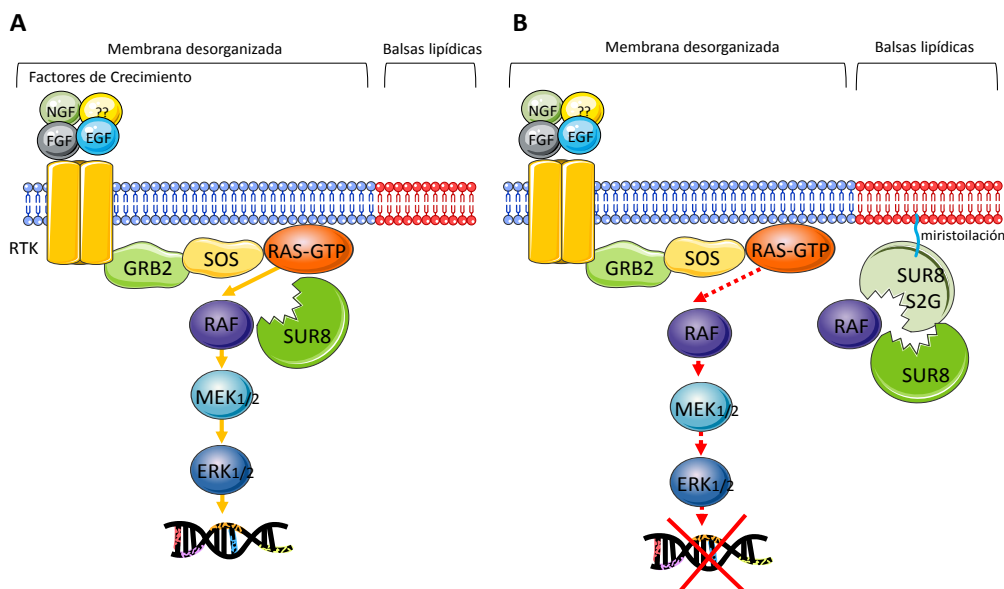 A
Membrana desorganizada
Balsas lipídicas
Factores de Crecimiento
NGF
??
FGF
EGF
RTK
GRB2
SOS
RAS-GTP
RAF
SUR8
MEK1/2
ERK1/2
B
Membrana desorganizada
Balsas lipídicas
NGF
??
FGF
EGF
GRB2
SOS
RAS-GTP
miristoilación
SUR8
S2G
RAF
RAF
SUR8
MEK1/2
ERK1/2